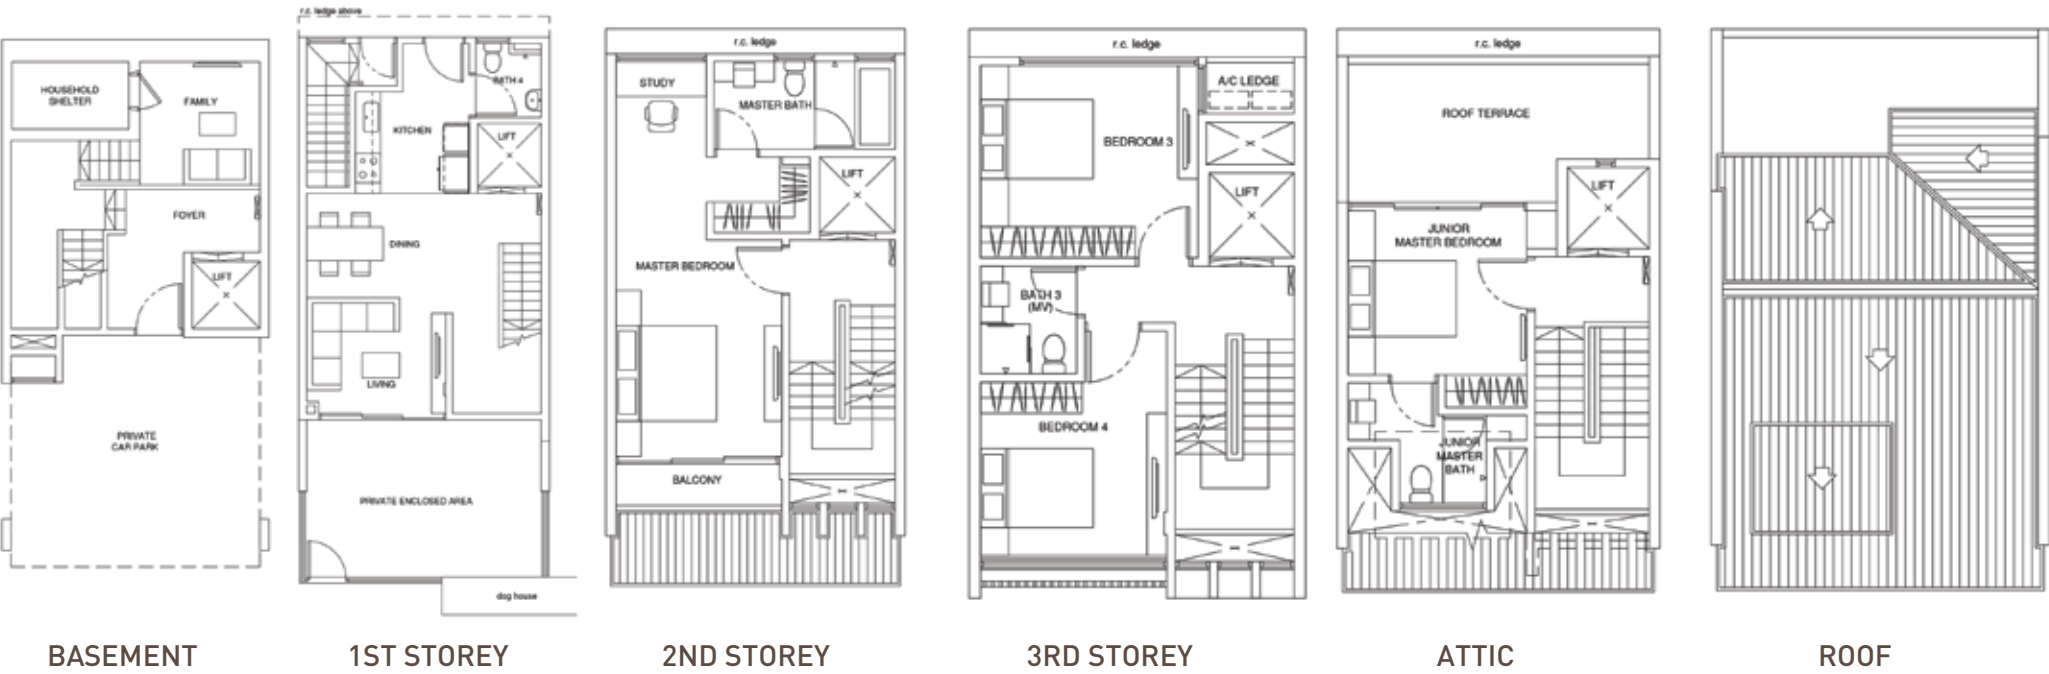 HOUSEHOLD
SHELTER
FAMILY
FOYER
LIFT
PRIVATE
CAR PARK
BASEMENT
r.c. ledge above
BATH 4
KITCHEN
LIFT
DINING
LIVING
PRIVATE ENCLOSED AREA
dog house
1ST STOREY
r.c. ledge
STUDY
MASTER BATH
LIFT
MASTER BEDROOM
BALCONY
2ND STOREY
r.c. ledge
A/C LEDGE
BEDROOM 3
LIFT
BATH 3
(MV)
BEDROOM 4
3RD STOREY
r.c. ledge
ROOF TERRACE
LIFT
JUNIOR
MASTER BEDROOM
JUNIOR
MASTER
BATH
ATTIC
ROOF